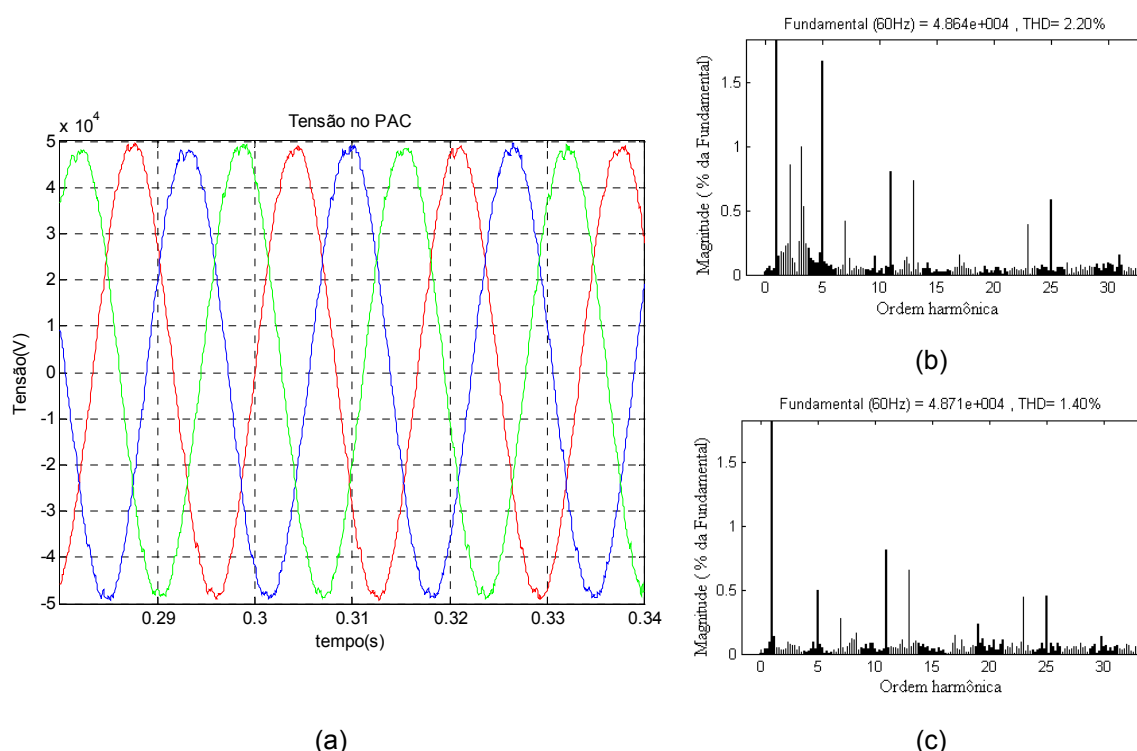 x 10⁴
Tensão no PAC
Tensão(V)
5
4
3
2
1
0
-1
-2
-3
-4
-5
0.29
0.3
0.31
0.32
0.33
0.34
tempo(s)
(a)
Fundamental (60Hz) = 4.864e+004 , THD= 2.20%
Magnitude ( % da Fundamental)
1.5
1
0.5
0
0 5 10 15 20 25 30
Ordem harmônica
(b)
Fundamental (60Hz) = 4.871e+004 , THD= 1.40%
Magnitude ( % da Fundamental)
1.5
1
0.5
0
0 5 10 15 20 25 30
Ordem harmônica
(c)